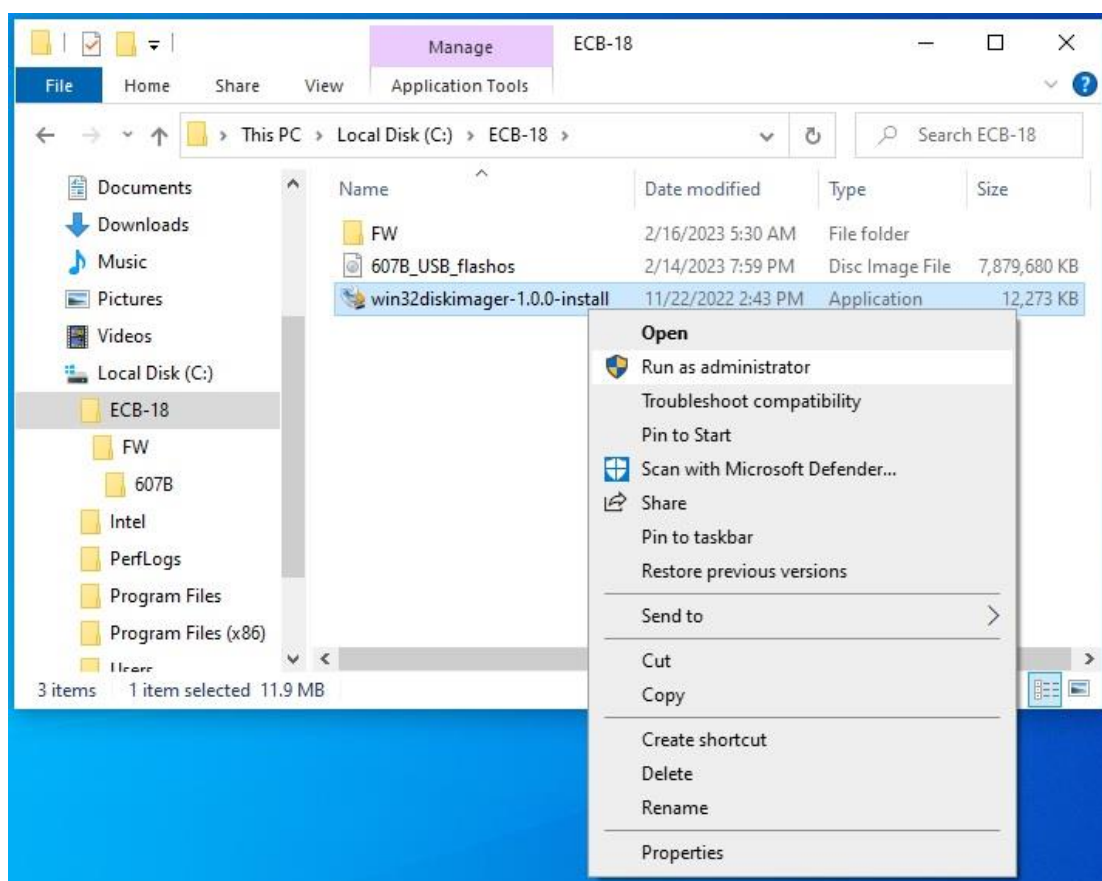 Manage ECB-18
File Home Share View Application Tools
This PC Local Disk (C:) ECB-18 Search ECB-18
Documents
Downloads
Music
Pictures
Videos
Local Disk (C:)
ECB-18
FW
607B
Intel
PerfLogs
Program Files
Program Files (x86)
Users
Name Date modified Type Size
FW 2/16/2023 5:30 AM File folder
607B_USB_flashos 2/14/2023 7:59 PM Disc Image File 7,879,680 KB
win32diskimager-1.0.0-install 11/22/2022 2:43 PM Application 12,273 KB
Open
Run as administrator
Troubleshoot compatibility
Pin to Start
Scan with Microsoft Defender...
Share
Pin to taskbar
Restore previous versions
Send to
Cut
Copy
Create shortcut
Delete
Rename
Properties
3 items 1 item selected 11.9 MB